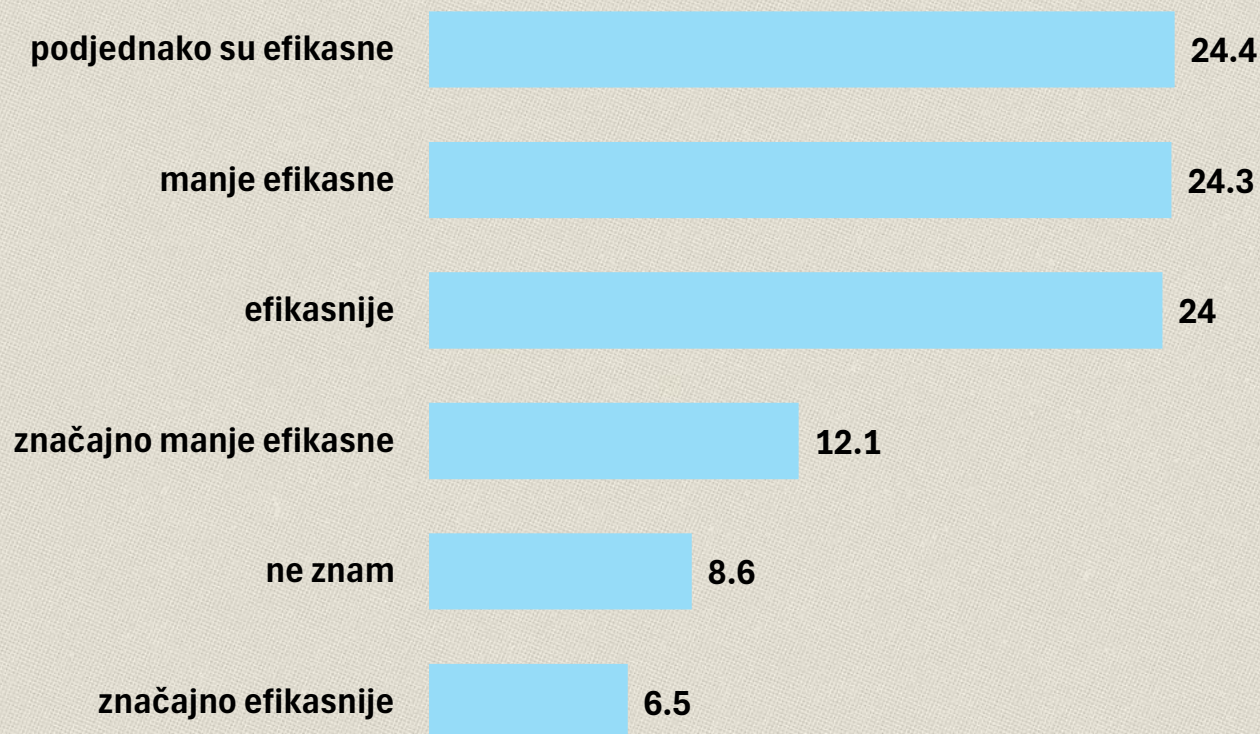 podjednako su efikasne 24.4
manje efikasne 24.3
efikasnije 24
značajno manje efikasne 12.1
ne znam 8.6
značajno efikasnije 6.5